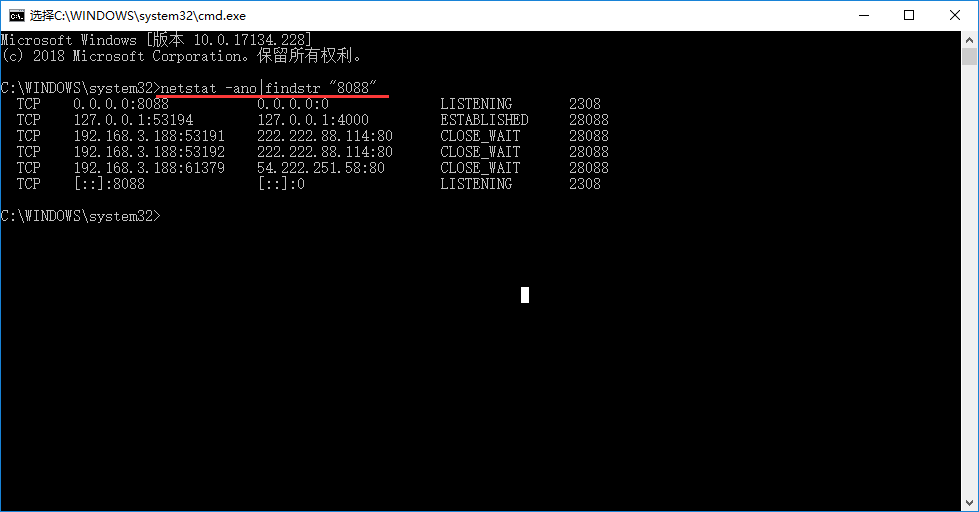 选择C:\WINDOWS\system32\cmd.exe
Microsoft Windows [版本 10.0.17134.228]
(c) 2018 Microsoft Corporation。保留所有权利。
C:\WINDOWS\system32>netstat -ano|findstr "8088"
TCP 0.0.0.0:8088 0.0.0.0:0 LISTENING 2308
TCP 127.0.0.1:53194 127.0.0.1:4000 ESTABLISHED 28088
TCP 192.168.3.188:53191 222.222.88.114:80 CLOSE_WAIT 28088
TCP 192.168.3.188:53192 222.222.88.114:80 CLOSE_WAIT 28088
TCP 192.168.3.188:61379 54.222.251.58:80 CLOSE_WAIT 28088
TCP [::]:8088 [::]:0 LISTENING 2308
C:\WINDOWS\system32>